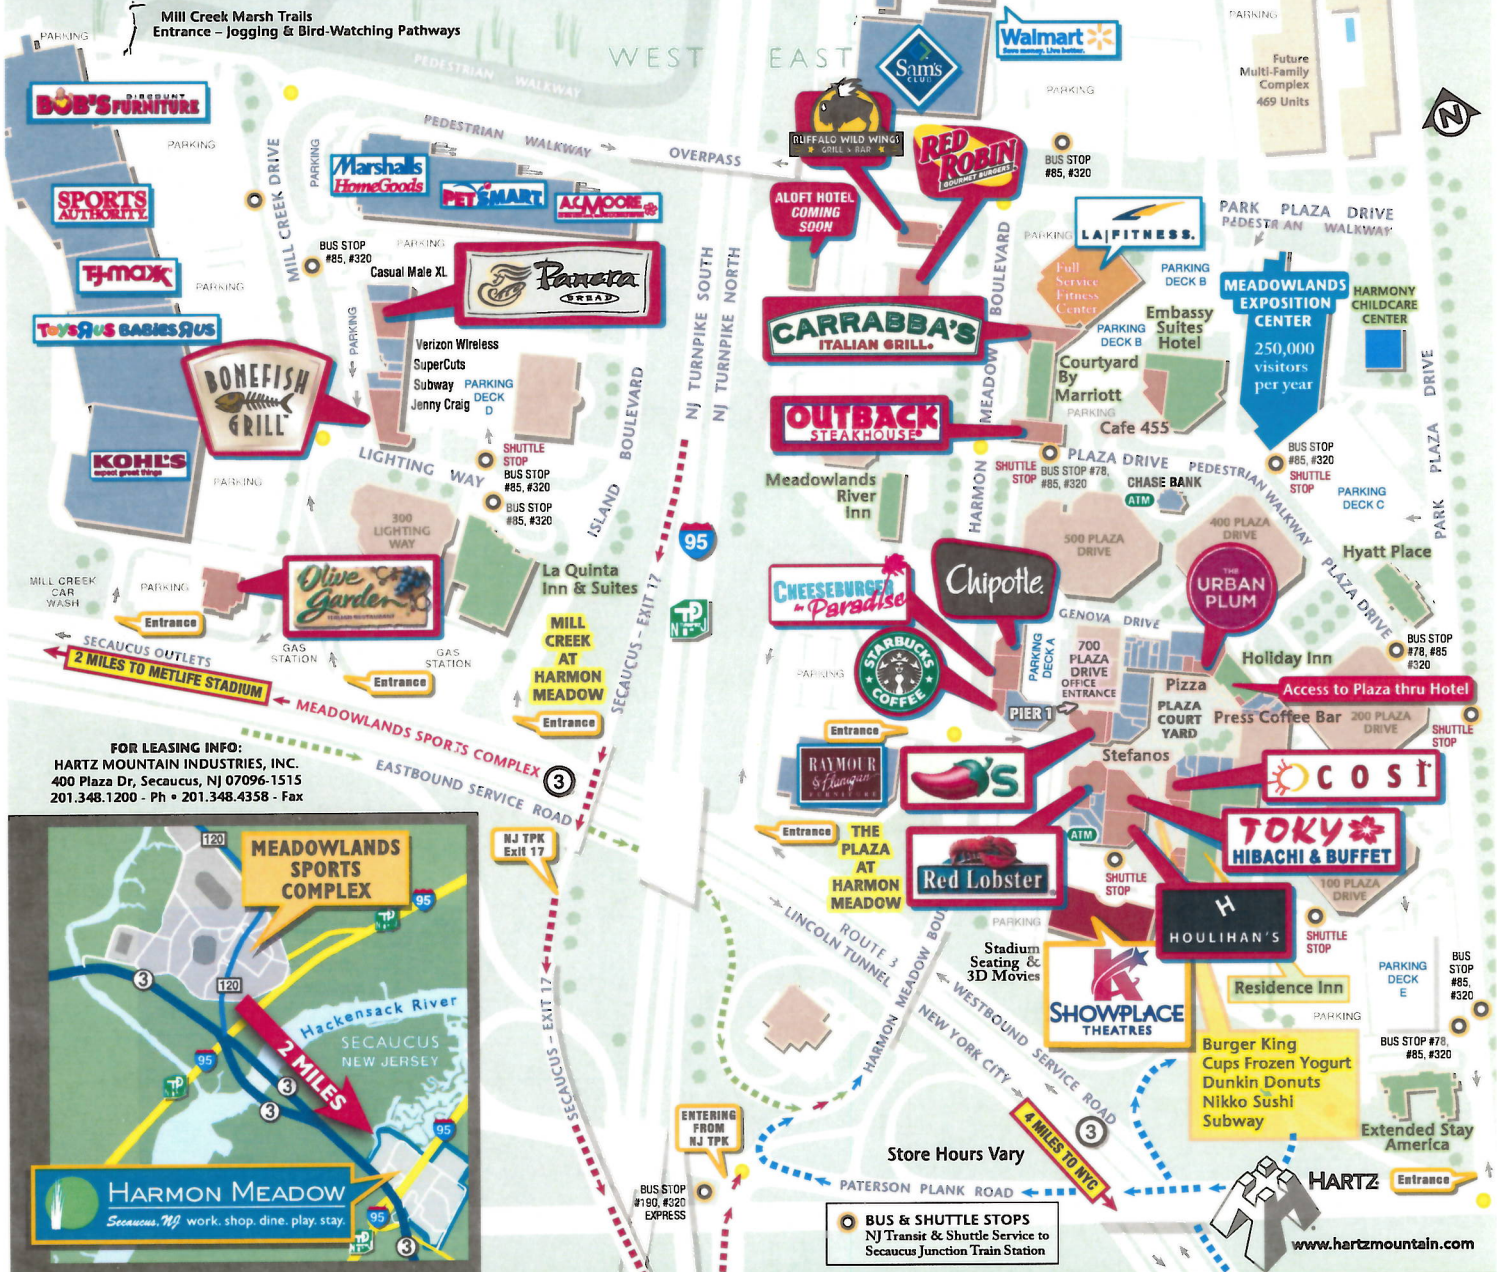 Mill Creek Marsh Trails
Entrance – Jogging & Bird-Watching Pathways
PARKING
PEDESTRIAN WALKWAY
WEST
EAST
BOB'S DISCOUNT FURNITURE
PARKING
MILL CREEK DRIVE
PARKING
PEDESTRIAN WALKWAY
OVERPASS
Marshalls
HomeGoods
PETSMART
A.C. MOORE
SPORTS
AUTHORITY
BUS STOP
#85, #320
PARKING
Casual Male XL
Panera
BREAD
T·J·maxx
PARKING
TOYS R US BABIES R US
PARKING
Verizon Wireless
SuperCuts
Subway
Jenny Craig
PARKING
DECK
D
BONEFISH
GRILL
KOHL'S
expect great things
PARKING
LIGHTING WAY
SHUTTLE
STOP
BUS STOP
#85, #320
BUS STOP
#85, #320
ISLAND BOULEVARD
300
LIGHTING
WAY
La Quinta
Inn & Suites
Olive
Garden
ITALIAN RESTAURANT
MILL CREEK
CAR
WASH
PARKING
Entrance
GAS
STATION
GAS
STATION
Entrance
MILL
CREEK
AT
HARMON
MEADOW
Entrance
SECAUCUS OUTLETS
2 MILES TO METLIFE STADIUM
MEADOWLANDS SPORTS COMPLEX
3
EASTBOUND SERVICE ROAD
NJ TURNPIKE SOUTH
NJ TURNPIKE NORTH
95
TP
NJ
SECAUCUS – EXIT 17
FOR LEASING INFO:
HARTZ MOUNTAIN INDUSTRIES, INC.
400 Plaza Dr, Secaucus, NJ 07096-1515
201.348.1200 - Ph • 201.348.4358 - Fax
NJ TPK
Exit 17
SECAUCUS – EXIT 17
MEADOWLANDS
SPORTS
COMPLEX
120
95
TP
3
120
Hackensack River
SECAUCUS
NEW JERSEY
2 MILES
95
TP
3
3
95
HARMON MEADOW
Secaucus, NJ work. shop. dine. play. stay.
95
3
Sam's
CLUB
Walmart
Save money. Live better.
PARKING
PARKING
Future
Multi-Family
Complex
469 Units
N
BUFFALO WILD WINGS
GRILL & BAR
RED
ROBIN
GOURMET BURGERS
BUS STOP
#85, #320
ALOFT HOTEL
COMING
SOON
PARKING
LA|FITNESS.
PARK PLAZA DRIVE
PEDESTRIAN WALKWAY
Full
Service
Fitness
Center
PARKING
DECK B
MEADOWLANDS
EXPOSITION
CENTER
250,000
visitors
per year
HARMONY
CHILDCARE
CENTER
CARRABBA'S
ITALIAN GRILL.
PARKING
DECK B
Embassy
Suites
Hotel
Courtyard
By
Marriott
PARKING
Cafe 455
HARMON MEADOW BOULEVARD
PARK PLAZA DRIVE
OUTBACK
STEAKHOUSE
Meadowlands
River
Inn
SHUTTLE
STOP
BUS STOP #78,
#85, #320
PLAZA DRIVE
PEDESTRIAN WALKWAY
BUS STOP
#85, #320
SHUTTLE
STOP
PARKING
DECK C
CHASE BANK
ATM
500 PLAZA
DRIVE
400 PLAZA
DRIVE
Hyatt Place
PLAZA DRIVE
CHEESEBURGER
in Paradise
Chipotle.
THE
URBAN
PLUM
GENOVA DRIVE
BUS STOP
#78, #85
#320
STARBUCKS
COFFEE
PARKING
PARKING
DECK A
700
PLAZA
DRIVE
OFFICE
ENTRANCE
PIER 1
Holiday Inn
Pizza
Access to Plaza thru Hotel
PLAZA
COURT
YARD
Press Coffee Bar
200 PLAZA
DRIVE
SHUTTLE
STOP
Entrance
RAYMOUR
& Flanigan
FURNITURE
'S
Stefanos
COSI
Entrance
THE
PLAZA
AT
HARMON
MEADOW
ATM
Red Lobster
SHUTTLE
STOP
TOKYO
HIBACHI & BUFFET
100 PLAZA
DRIVE
PARKING
H
HOULIHAN'S
SHUTTLE
STOP
Stadium
Seating &
3D Movies
SHOWPLACE
THEATRES
Residence Inn
PARKING
PARKING
DECK
E
BUS
STOP
#85,
#320
BUS STOP #78,
#85, #320
Burger King
Cups Frozen Yogurt
Dunkin Donuts
Nikko Sushi
Subway
Extended Stay
America
ROUTE 3
LINCOLN TUNNEL
HARMON MEADOW BOU
WESTBOUND SERVICE ROAD
NEW YORK CITY
3
4 MILES TO NYC
ENTERING
FROM
NJ TPK
BUS STOP
#190, #320
EXPRESS
Store Hours Vary
PATERSON PLANK ROAD
BUS & SHUTTLE STOPS
NJ Transit & Shuttle Service to
Secaucus Junction Train Station
HARTZ
Entrance
www.hartzmountain.com